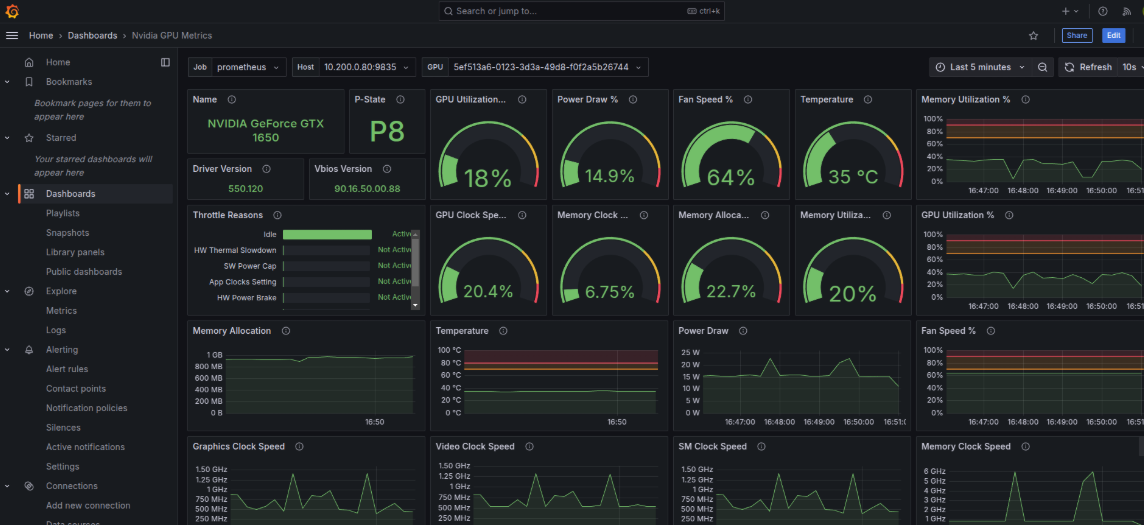 Search or jump to...
ctrl+k
Home > Dashboards > Nvidia GPU Metrics
Share
Edit
Home
Bookmarks
Bookmark pages for them to
appear here
Starred
Your starred dashboards will
appear here
Dashboards
Playlists
Snapshots
Library panels
Public dashboards
Explore
Metrics
Logs
Alerting
Alert rules
Contact points
Notification policies
Silences
Active notifications
Settings
Connections
Add new connection
Data sources
Job prometheus
Host 10.200.0.80:9835
GPU 5ef513a6-0123-3d3a-49d8-f0f2a5b26744
Last 5 minutes
Refresh 10s
Name
NVIDIA GeForce GTX
1650
P-State
P8
Driver Version
550.120
Vbios Version
90.16.50.00.88
GPU Utilization...
18%
Power Draw %
14.9%
Fan Speed %
64%
Temperature
35 °C
Memory Utilization %
100%
80%
60%
40%
20%
0%
16:47:00 16:48:00 16:49:00 16:50:00 16:51
Throttle Reasons
Idle Active
HW Thermal Slowdown Not Active
SW Power Cap Not Active
App Clocks Setting Not Active
HW Power Brake Not Active
GPU Clock Spe...
20.4%
Memory Clock ...
6.75%
Memory Alloca...
22.7%
Memory Utiliza...
20%
GPU Utilization %
100%
80%
60%
40%
20%
0%
16:47:00 16:48:00 16:49:00 16:50:00 16:51
Memory Allocation
1 GB
800 MB
600 MB
400 MB
200 MB
0 B
16:50
Temperature
100 °C
80 °C
60 °C
40 °C
20 °C
0 °C
16:50
Power Draw
25 W
20 W
15 W
10 W
5 W
0 W
16:47:00 16:48:00 16:49:00 16:50:00 16:51:
Fan Speed %
100%
80%
60%
40%
20%
0%
16:47:00 16:48:00 16:49:00 16:50:00 16:51
Graphics Clock Speed
1.50 GHz
1.25 GHz
1 GHz
750 MHz
500 MHz
250 MHz
Video Clock Speed
1.50 GHz
1.25 GHz
1 GHz
750 MHz
500 MHz
250 MHz
SM Clock Speed
1.50 GHz
1.25 GHz
1 GHz
750 MHz
500 MHz
250 MHz
Memory Clock Speed
6 GHz
5 GHz
4 GHz
3 GHz
2 GHz
1 GHz